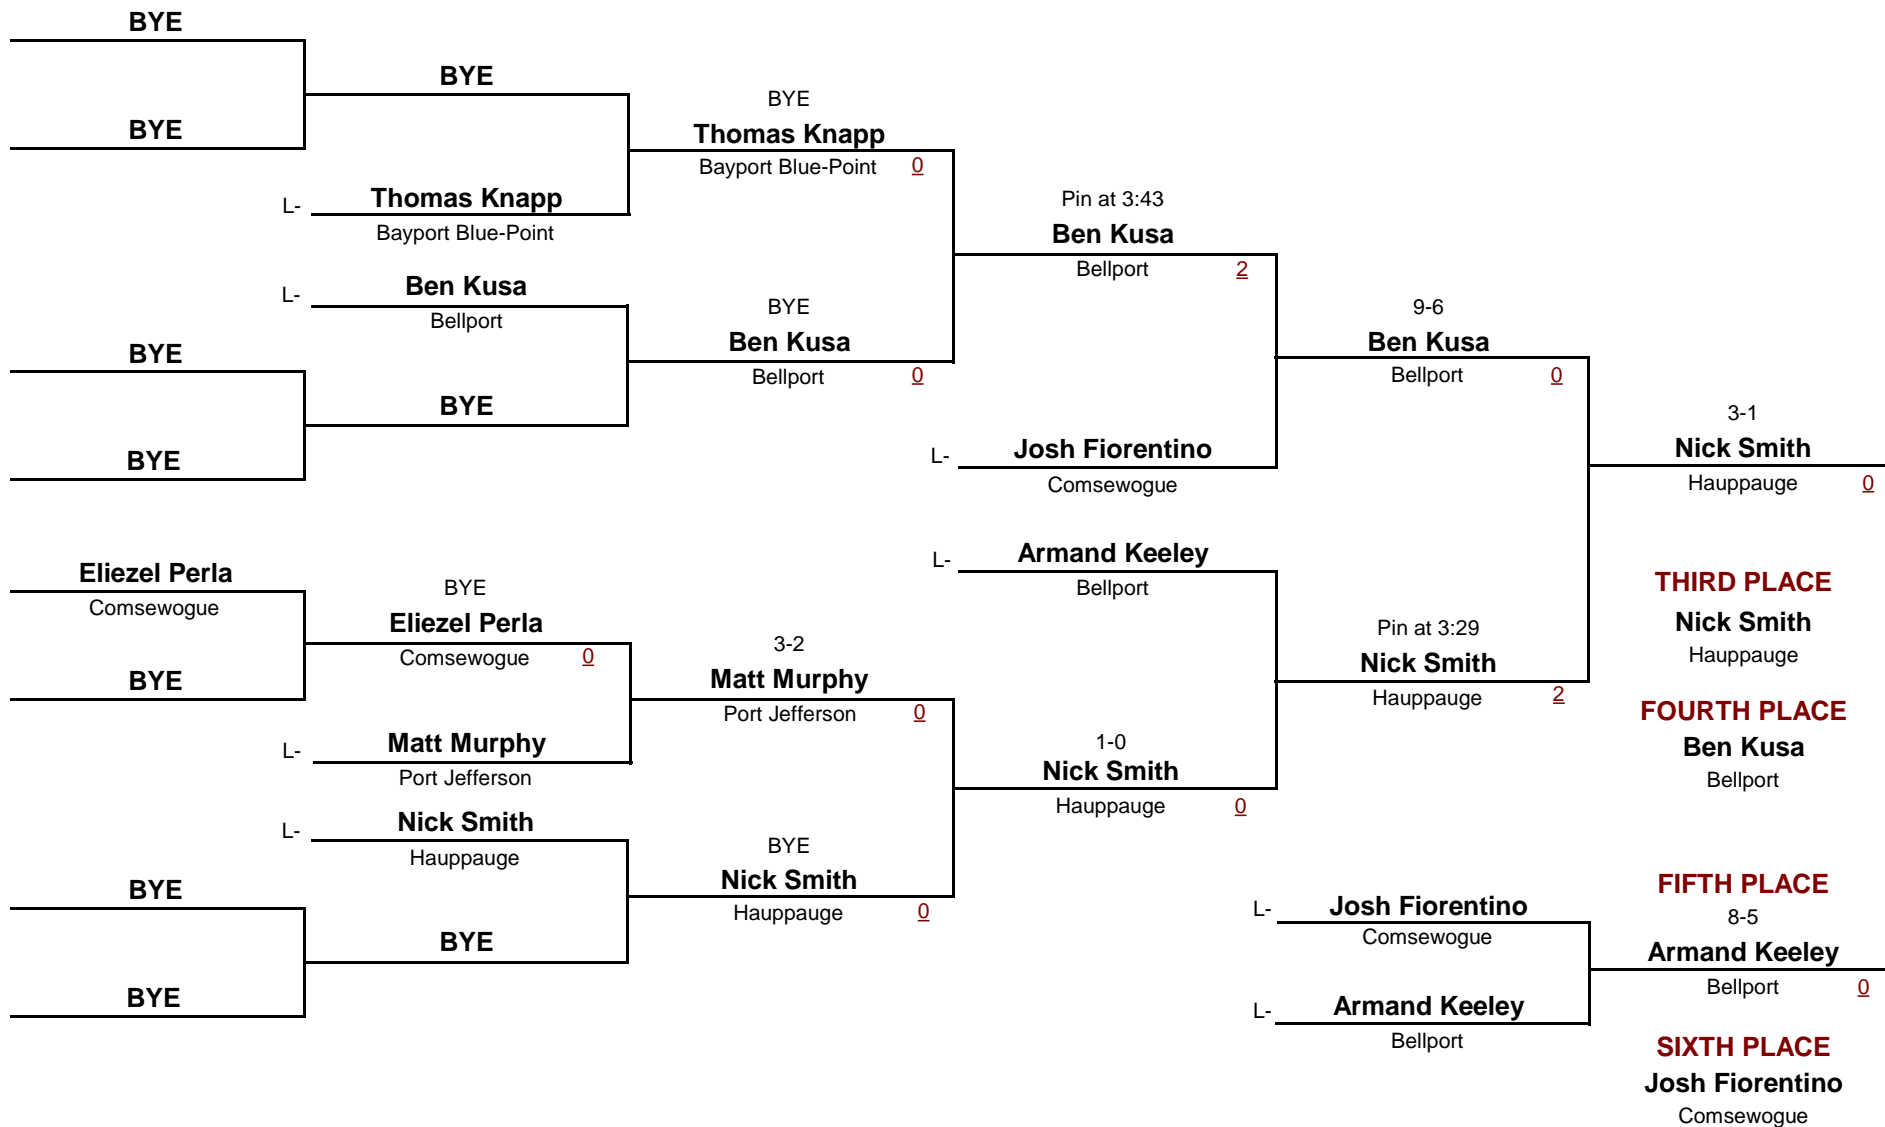 BYE
BYE
BYE
BYE
Thomas Knapp
Bayport Blue-Point 0
L- Thomas Knapp
Bayport Blue-Point
Pin at 3:43
Ben Kusa
Bellport 2
L- Ben Kusa
Bellport
BYE
Ben Kusa
Bellport 0
9-6
Ben Kusa
Bellport 0
BYE
BYE
BYE
L- Josh Fiorentino
Comsewogue
3-1
Nick Smith
Hauppauge 0
Eliezel Perla
Comsewogue
BYE
Eliezel Perla
Comsewogue 0
BYE
L- Armand Keeley
Bellport
3-2
Matt Murphy
Port Jefferson 0
L- Matt Murphy
Port Jefferson
Pin at 3:29
Nick Smith
Hauppauge 2
THIRD PLACE
Nick Smith
Hauppauge
FOURTH PLACE
Ben Kusa
Bellport
1-0
Nick Smith
Hauppauge 0
L- Nick Smith
Hauppauge
BYE
Nick Smith
Hauppauge 0
BYE
BYE
BYE
L- Josh Fiorentino
Comsewogue
FIFTH PLACE
8-5
Armand Keeley
Bellport 0
L- Armand Keeley
Bellport
SIXTH PLACE
Josh Fiorentino
Comsewogue